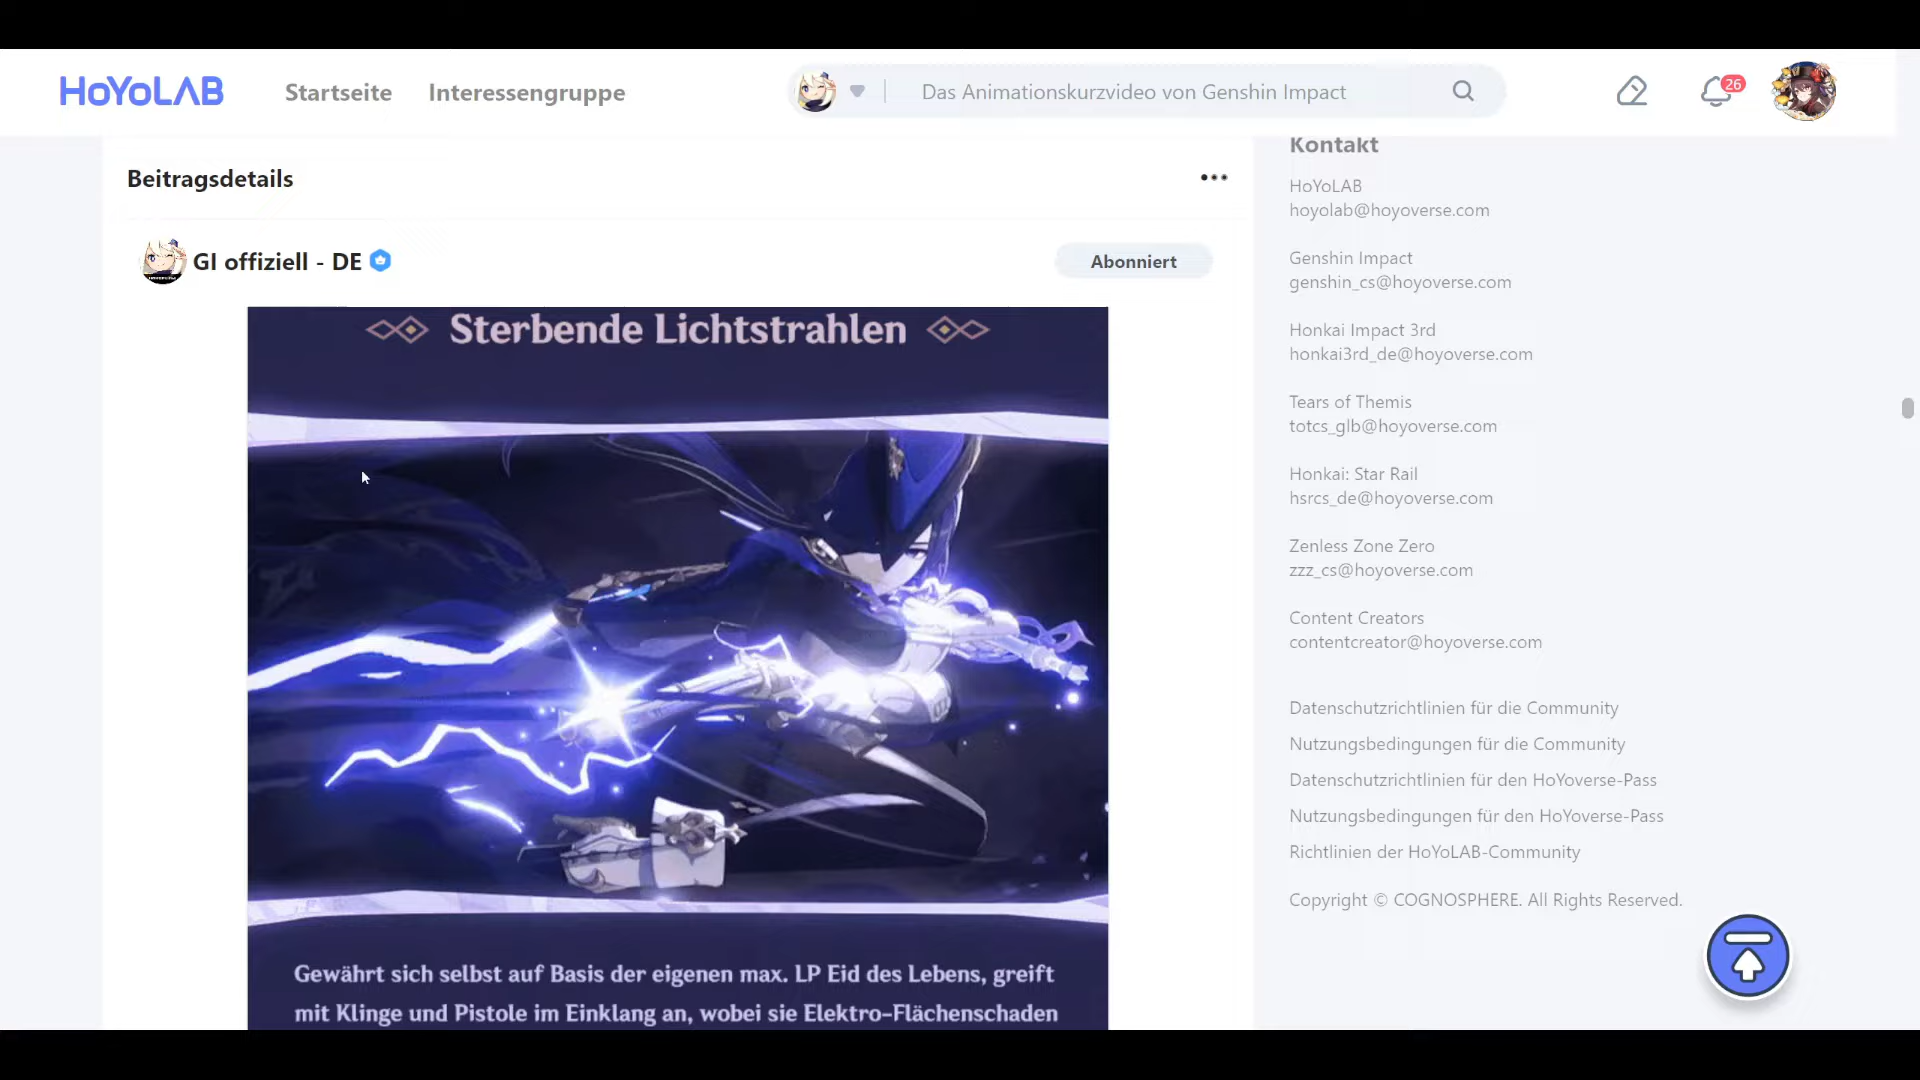 HoYoLAB
Startseite
Interessengruppe
Das Animationskurzvideo von Genshin Impact
26
Beitragsdetails
GI offiziell - DE
Abonniert
Sterbende Lichtstrahlen
Gewährt sich selbst auf Basis der eigenen max. LP Eid des Lebens, greift
mit Klinge und Pistole im Einklang an, wobei sie Elektro-Flächenschaden
Kontakt
HoYoLAB
hoyolab@hoyoverse.com
Genshin Impact
genshin_cs@hoyoverse.com
Honkai Impact 3rd
honkai3rd_de@hoyoverse.com
Tears of Themis
totcs_glb@hoyoverse.com
Honkai: Star Rail
hsrcs_de@hoyoverse.com
Zenless Zone Zero
zzz_cs@hoyoverse.com
Content Creators
contentcreator@hoyoverse.com
Datenschutzrichtlinien für die Community
Nutzungsbedingungen für die Community
Datenschutzrichtlinien für den HoYoverse-Pass
Nutzungsbedingungen für den HoYoverse-Pass
Richtlinien der HoYoLAB-Community
Copyright © COGNOSPHERE. All Rights Reserved.